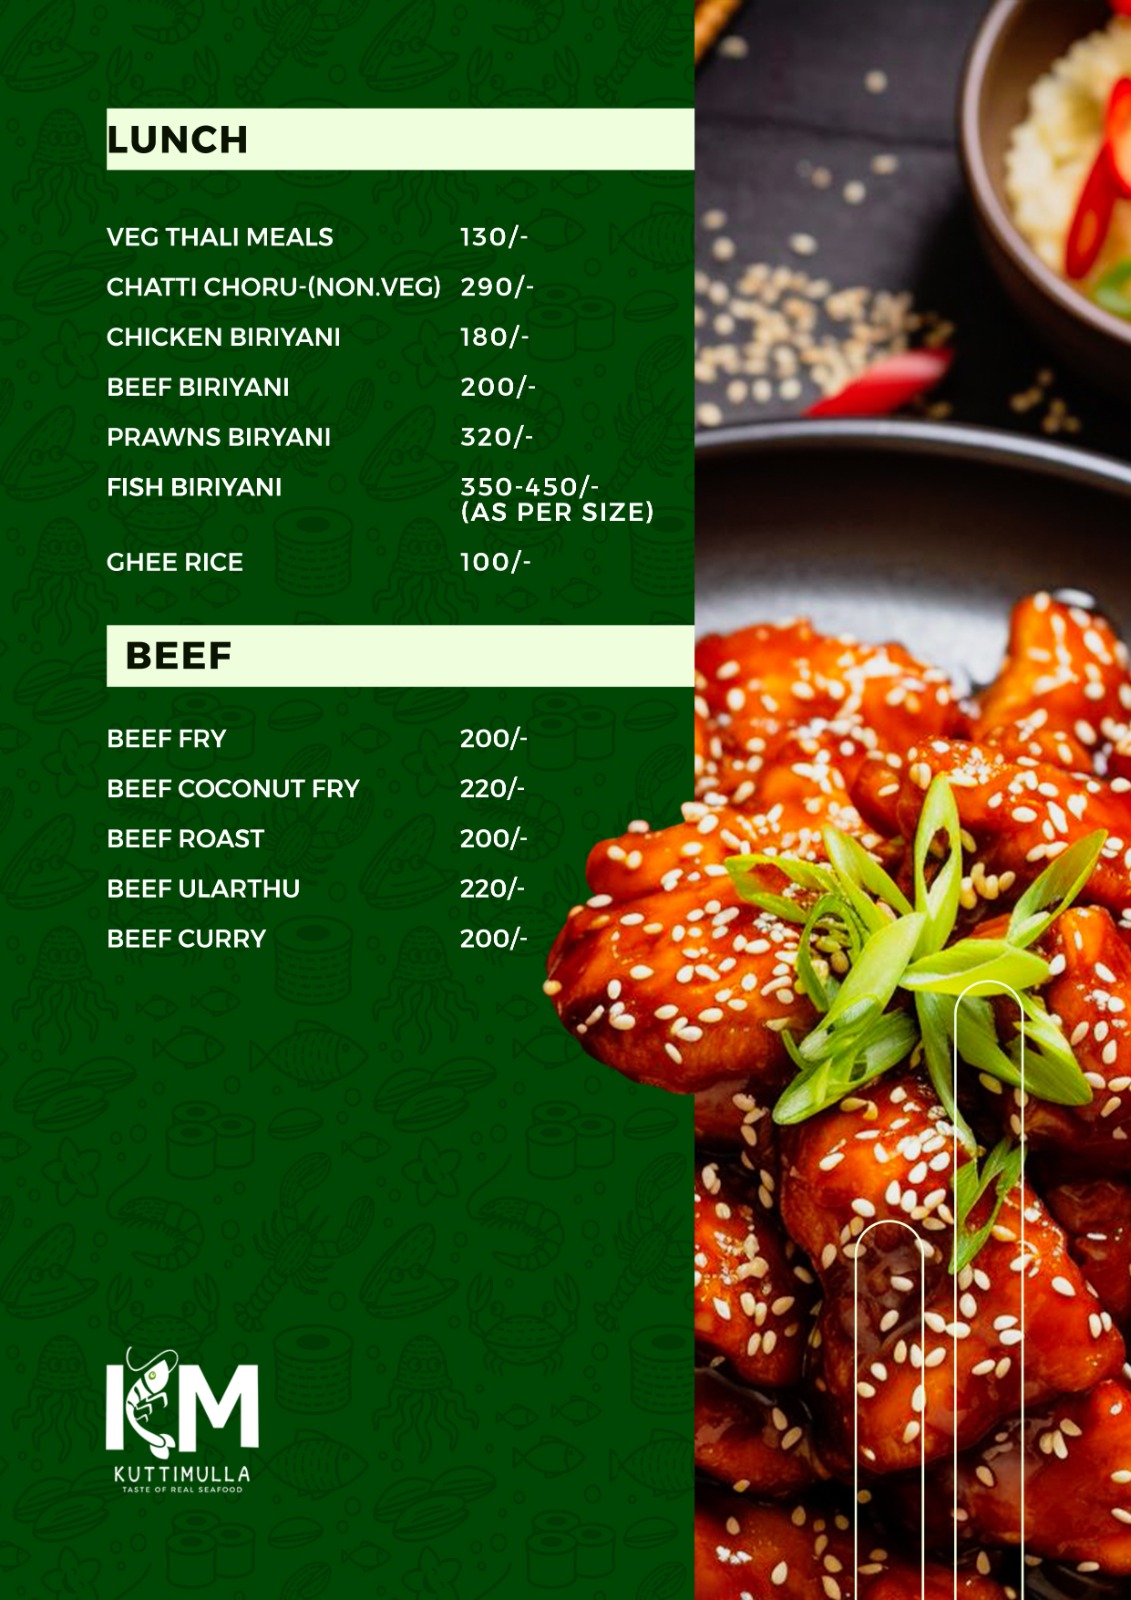 LUNCH
VEG THALI MEALS 130/-
CHATTI CHORU-(NON.VEG) 290/-
CHICKEN BIRIYANI 180/-
BEEF BIRIYANI 200/-
PRAWNS BIRYANI 320/-
FISH BIRIYANI 350-450/-
(AS PER SIZE)
GHEE RICE 100/-
BEEF
BEEF FRY 200/-
BEEF COCONUT FRY 220/-
BEEF ROAST 200/-
BEEF ULARTHU 220/-
BEEF CURRY 200/-
KM
KUTTIMULLA
TASTE OF REAL SEAFOOD